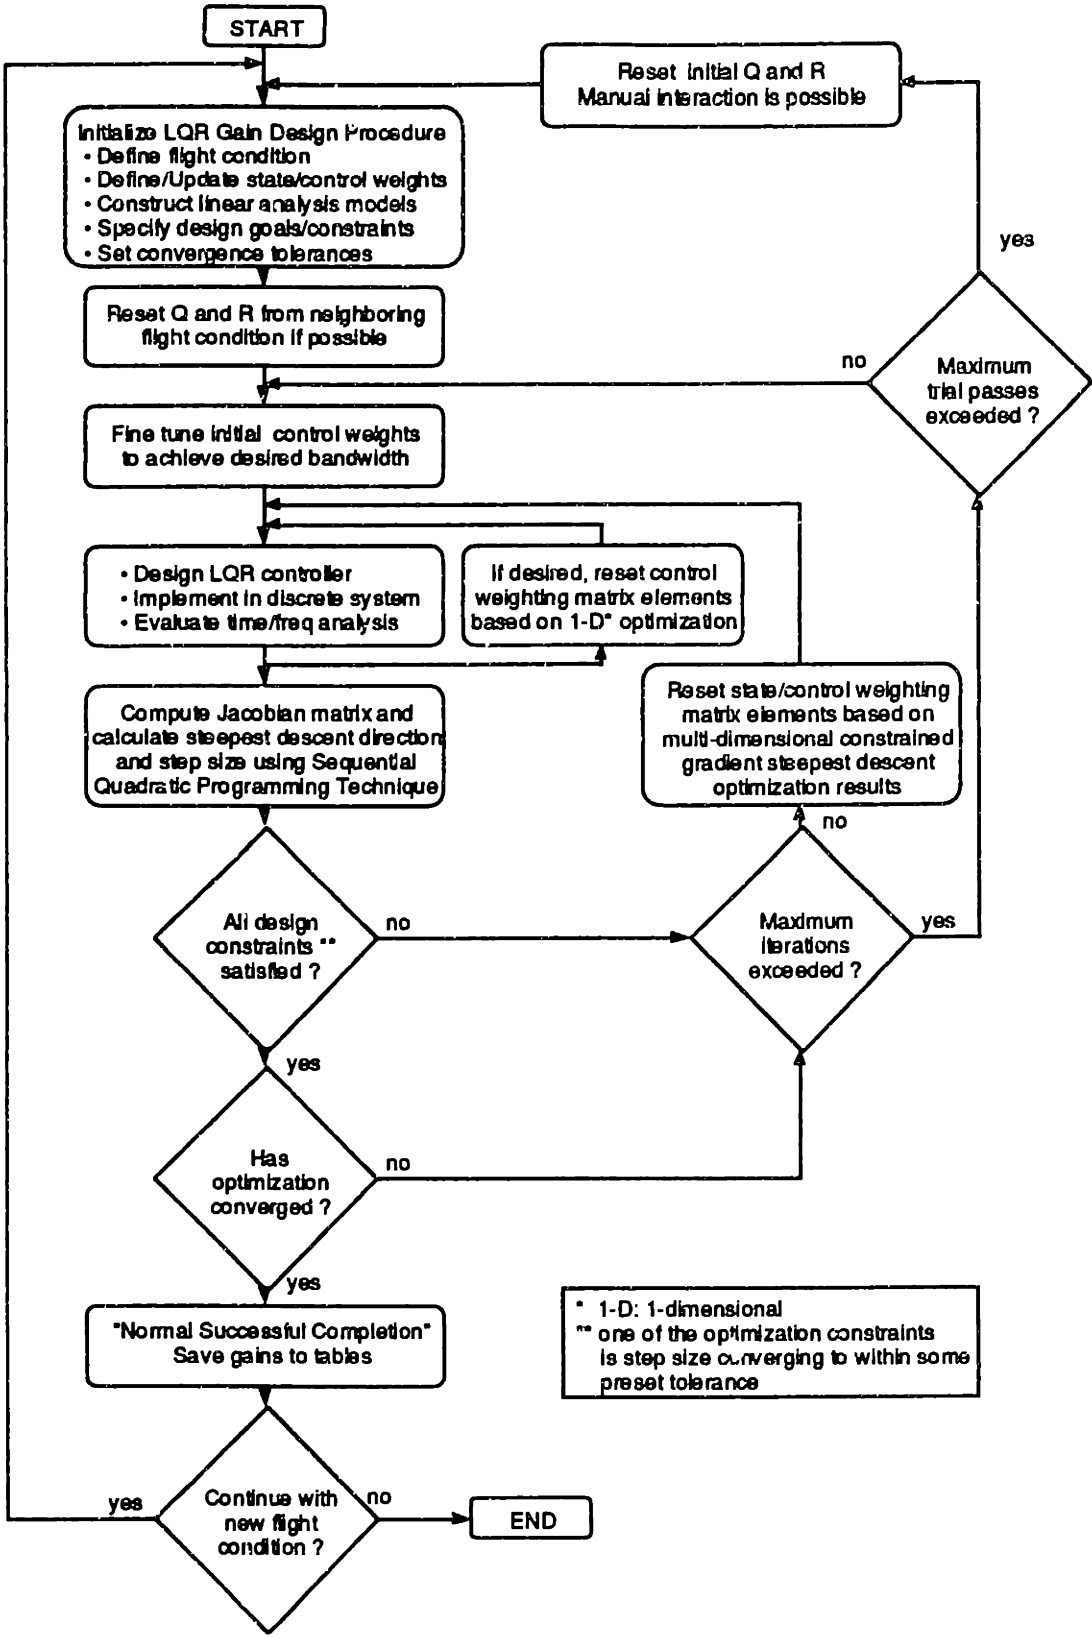 START
Reset Initial Q and R
Manual interaction is possible
Initialize LQR Gain Design Procedure
• Define flight condition
• Define/Update state/control weights
• Construct linear analysis models
• Specify design goals/constraints
• Set convergence tolerances
yes
Reset Q and R from neighboring
flight condition if possible
no
Maximum
trial passes
exceeded ?
Fine tune initial control weights
to achieve desired bandwidth
• Design LQR controller
• Implement in discrete system
• Evaluate time/freq analysis
If desired, reset control
weighting matrix elements
based on 1-D* optimization
Compute Jacobian matrix and
calculate steepest descent direction
and step size using Sequential
Quadratic Programming Technique
Reset state/control weighting
matrix elements based on
multi-dimensional constrained
gradient steepest descent
optimization results
no
All design
constraints **
satisfied ?
no
Maximum
iterations
exceeded ?
yes
yes
Has
optimization
converged ?
no
yes
"Normal Successful Completion"
Save gains to tables
* 1-D: 1-dimensional
** one of the optimization constraints
is step size converging to within some
preset tolerance
yes
Continue with
new flight
condition ?
no
END